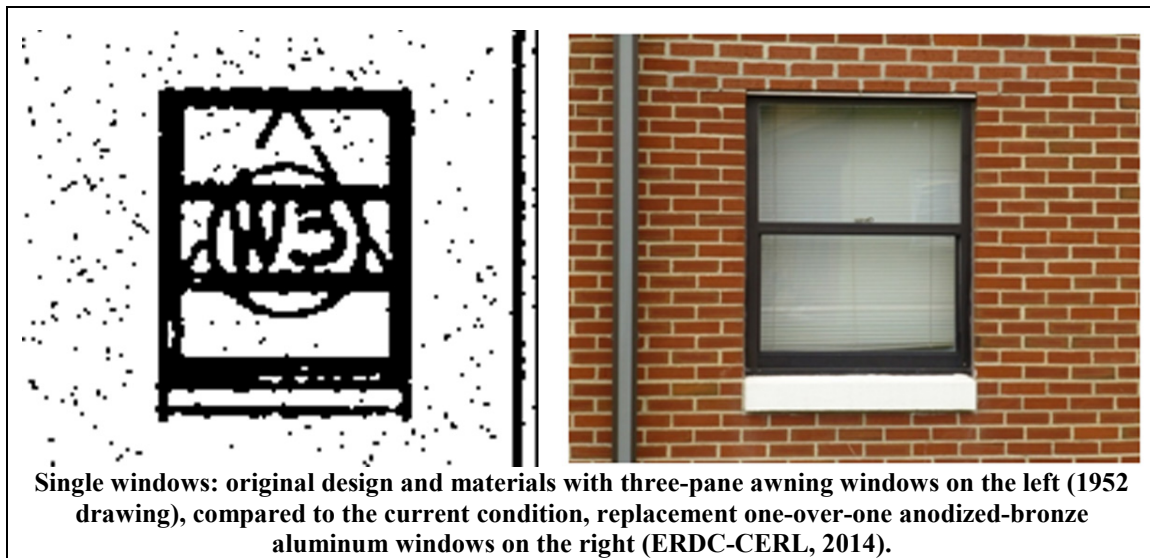 W3
Single windows: original design and materials with three-pane awning windows on the left (1952
drawing), compared to the current condition, replacement one-over-one anodized-bronze
aluminum windows on the right (ERDC-CERL, 2014).